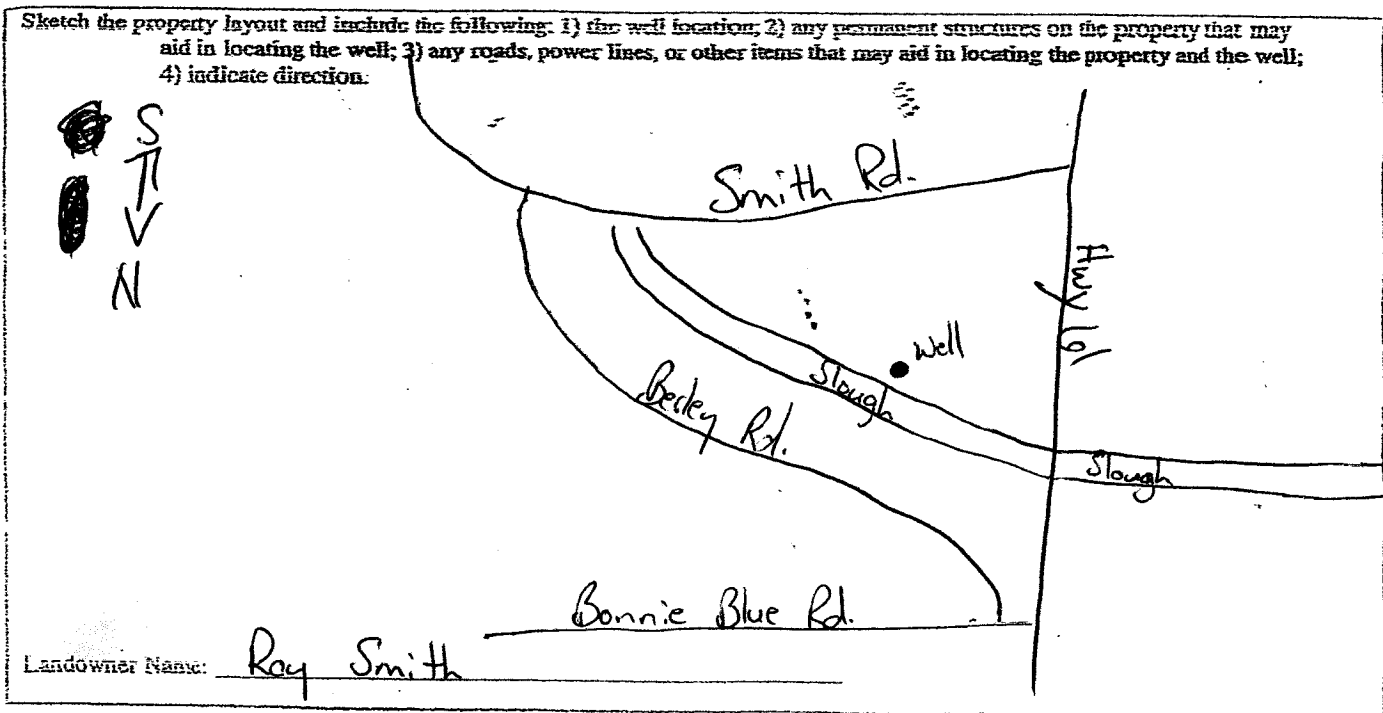 Sketch the property layout and include the following: 1) the well location; 2) any permanent structures on the property that may
aid in locating the well; 3) any roads, power lines, or other items that may aid in locating the property and the well;
4) indicate direction.
S
N
Smith Rd.
Hwy 161
Well
Slough
Besley Rd.
Slough
Bonnie Blue Rd.
Landowner Name: Roy Smith